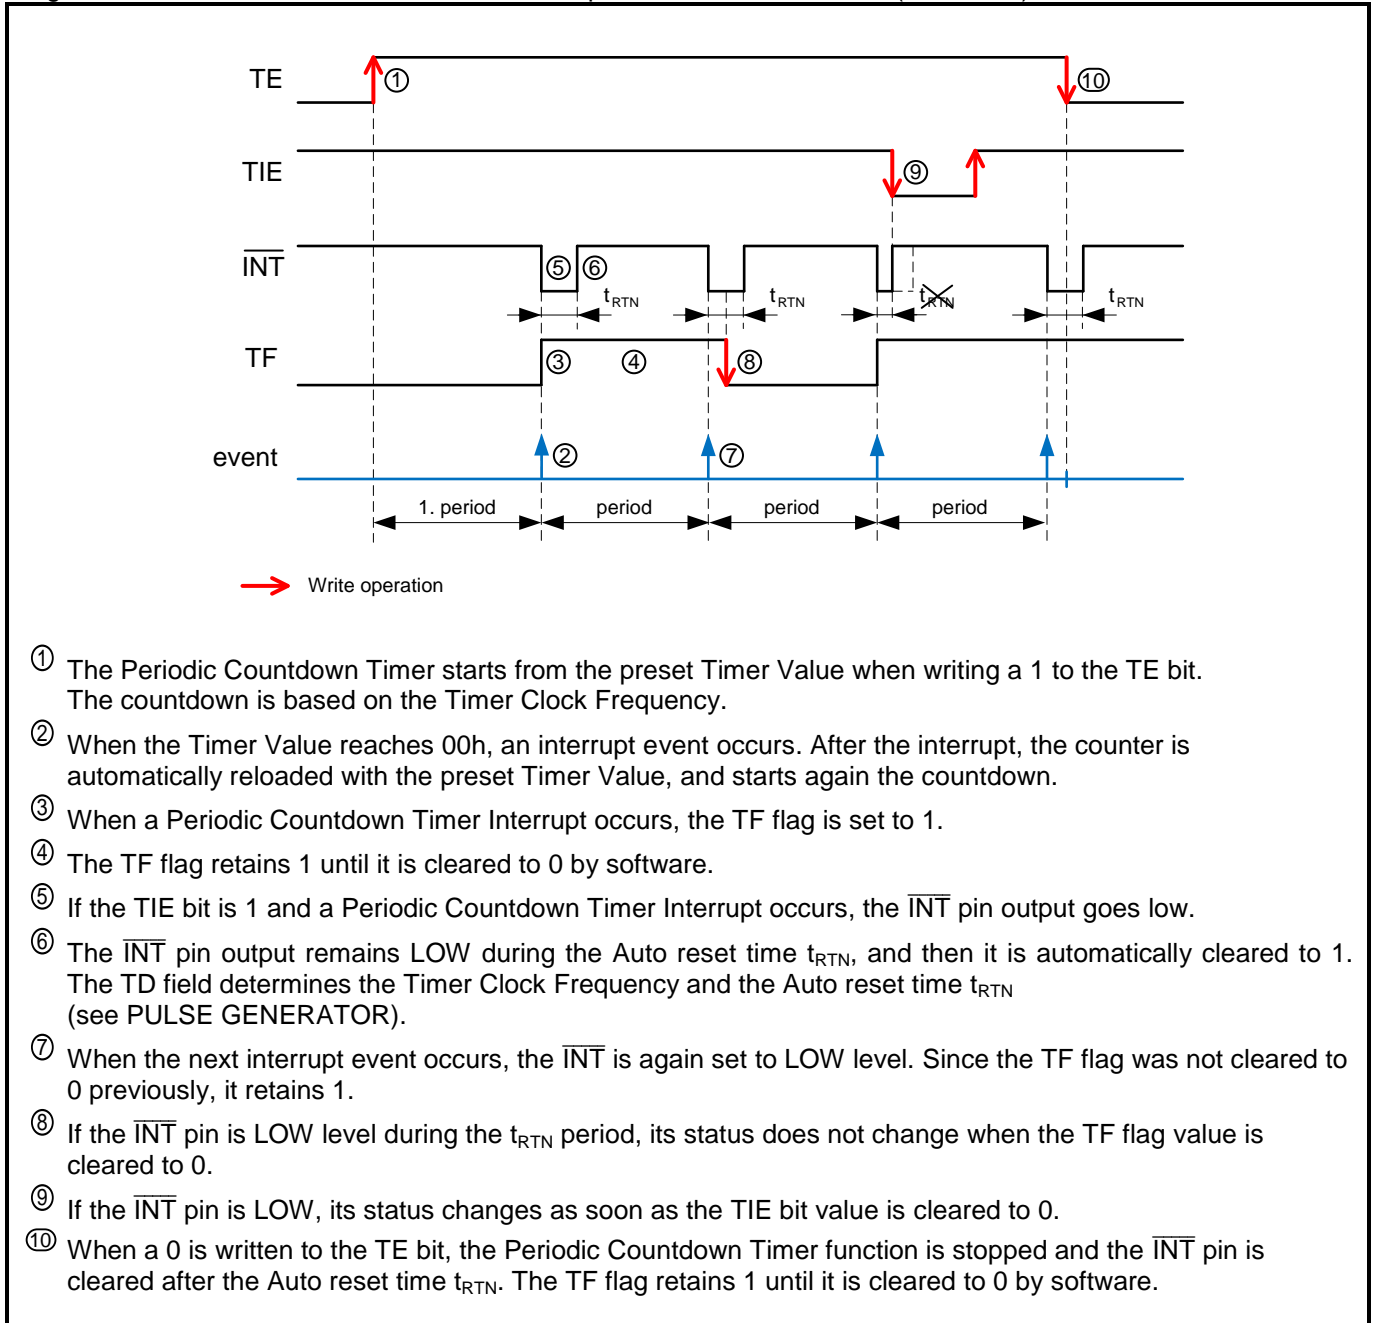 TE ① ⑩
TIE ⑨
INT ⑤ ⑥
tRTN tRTN tRTN tRTN
TF ③ ④ ⑧
event ② ⑦
1. period period period period
Write operation
① The Periodic Countdown Timer starts from the preset Timer Value when writing a 1 to the TE bit.
The countdown is based on the Timer Clock Frequency.
② When the Timer Value reaches 00h, an interrupt event occurs. After the interrupt, the counter is
automatically reloaded with the preset Timer Value, and starts again the countdown.
③ When a Periodic Countdown Timer Interrupt occurs, the TF flag is set to 1.
④ The TF flag retains 1 until it is cleared to 0 by software.
⑤ If the TIE bit is 1 and a Periodic Countdown Timer Interrupt occurs, the INT pin output goes low.
⑥ The INT pin output remains LOW during the Auto reset time tRTN, and then it is automatically cleared to 1.
The TD field determines the Timer Clock Frequency and the Auto reset time tRTN
(see PULSE GENERATOR).
⑦ When the next interrupt event occurs, the INT is again set to LOW level. Since the TF flag was not cleared to
0 previously, it retains 1.
⑧ If the INT pin is LOW level during the tRTN period, its status does not change when the TF flag value is
cleared to 0.
⑨ If the INT pin is LOW, its status changes as soon as the TIE bit value is cleared to 0.
⑩ When a 0 is written to the TE bit, the Periodic Countdown Timer function is stopped and the INT pin is
cleared after the Auto reset time tRTN. The TF flag retains 1 until it is cleared to 0 by software.